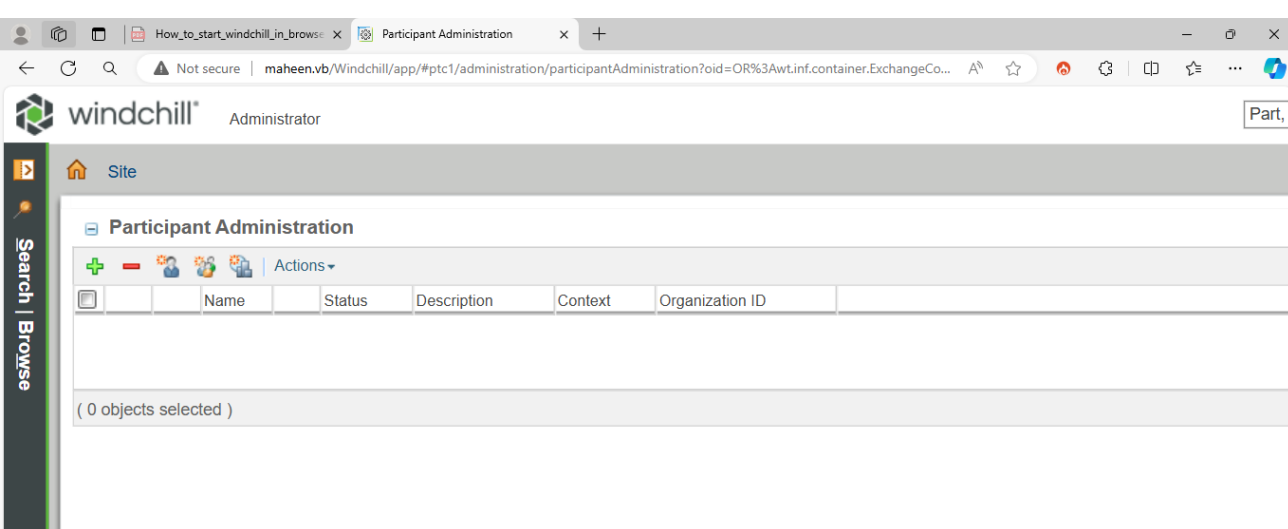 How_to_start_windchill_in_browse Participant Administration
Not secure maheen.vb/Windchill/app/#ptc1/administration/participantAdministration?oid=OR%3Awt.inf.container.ExchangeCo...
windchill® Administrator Part,
Site
Participant Administration
Actions
Name Status Description Context Organization ID
( 0 objects selected )
Search | Browse